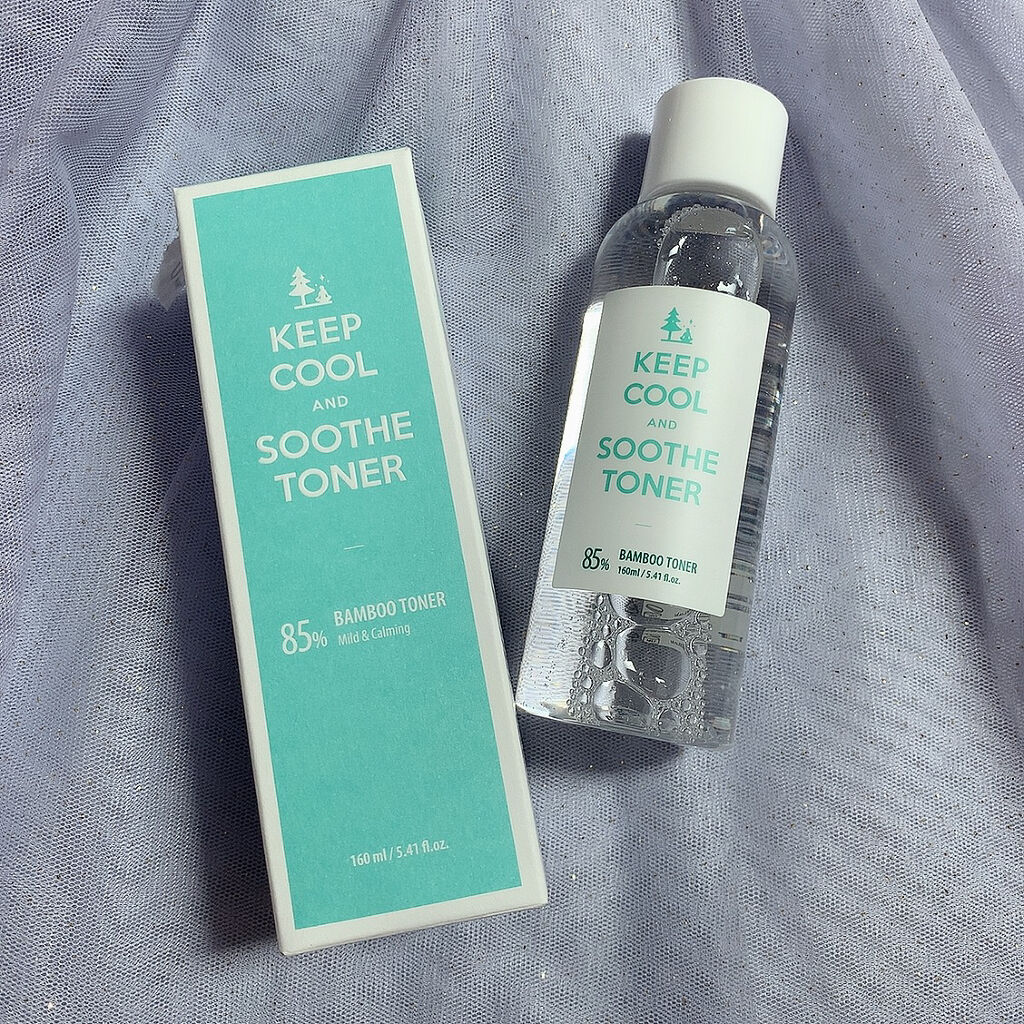 KEEP
COOL
AND
SOOTHE
TONER
85% BAMBOO TONER
Mild & Calming
160 ml / 5.41 fl.oz.
KEEP
COOL
AND
SOOTHE
TONER
85% BAMBOO TONER
160ml / 5.41 fl.oz.